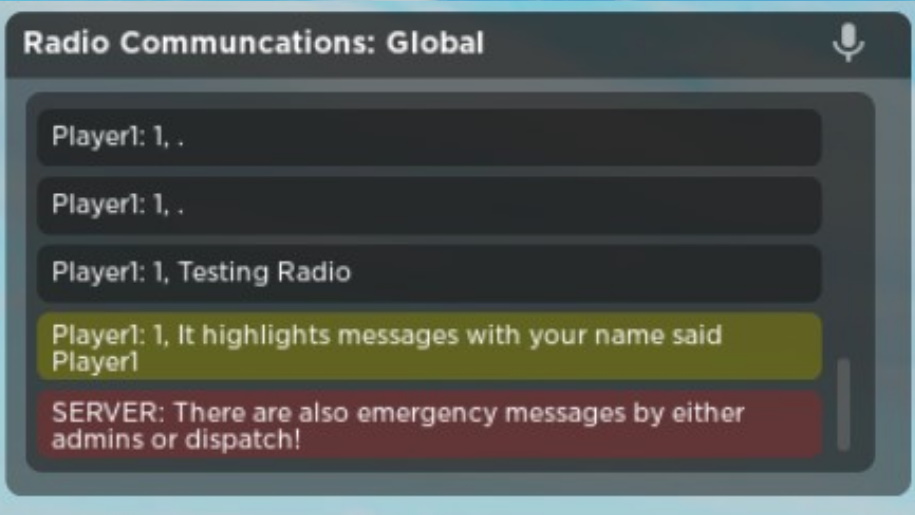 Radio Communcations: Global
Player1: 1, .
Player1: 1, .
Player1: 1, Testing Radio
Player1: 1, It highlights messages with your name said
Player1
SERVER: There are also emergency messages by either
admins or dispatch!